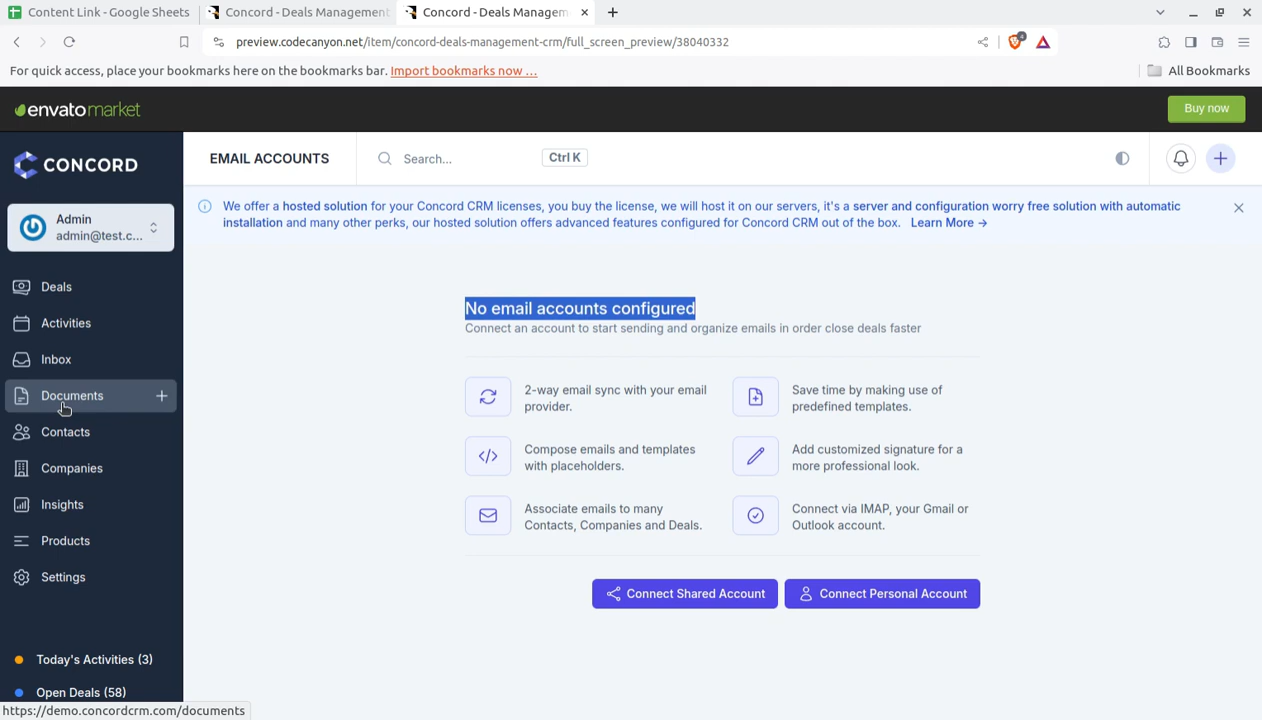 Content Link - Google Sheets
Concord - Deals Management
Concord - Deals Managem
preview.codecanyon.net/item/concord-deals-management-crm/full_screen_preview/38040332
4
For quick access, place your bookmarks here on the bookmarks bar. Import bookmarks now ...
All Bookmarks
envatomarket
Buy now
CONCORD
EMAIL ACCOUNTS
Search...
Ctrl K
We offer a hosted solution for your Concord CRM licenses, you buy the license, we will host it on our servers, it's a server and configuration worry free solution with automatic
installation and many other perks, our hosted solution offers advanced features configured for Concord CRM out of the box. Learn More →
Admin
admin@test.c...
Deals
Activities
Inbox
Documents
Contacts
Companies
Insights
Products
Settings
Today's Activities (3)
Open Deals (58)
No email accounts configured
Connect an account to start sending and organize emails in order close deals faster
2-way email sync with your email
provider.
Save time by making use of
predefined templates.
Compose emails and templates
with placeholders.
Add customized signature for a
more professional look.
Associate emails to many
Contacts, Companies and Deals.
Connect via IMAP, your Gmail or
Outlook account.
Connect Shared Account
Connect Personal Account
https://demo.concordcrm.com/documents